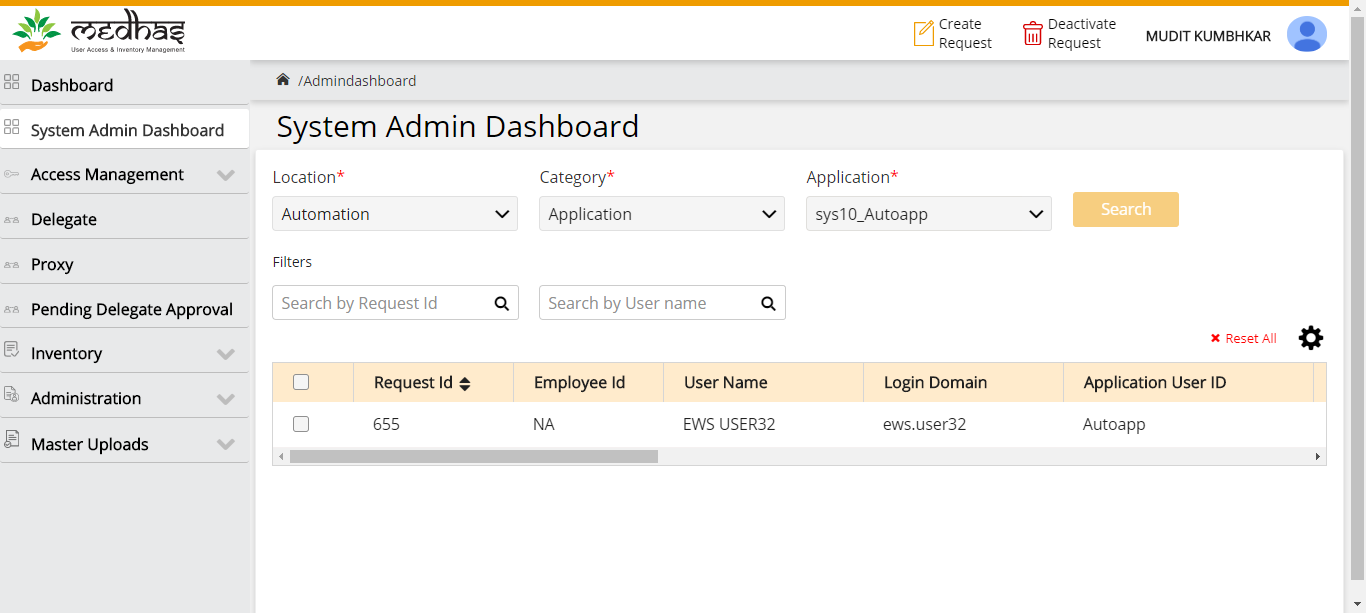 medhas
User Access & Inventory Management
Create
Request
Deactivate
Request
MUDIT KUMBHKAR
Dashboard
System Admin Dashboard
Access Management
Delegate
Proxy
Pending Delegate Approval
Inventory
Administration
Master Uploads
/Admindashboard
System Admin Dashboard
Location* Category* Application*
Automation Application sys10_Autoapp Search
Filters
Search by Request Id Search by User name
Reset All
Request Id Employee Id User Name Login Domain Application User ID
655 NA EWS USER32 ews.user32 Autoapp